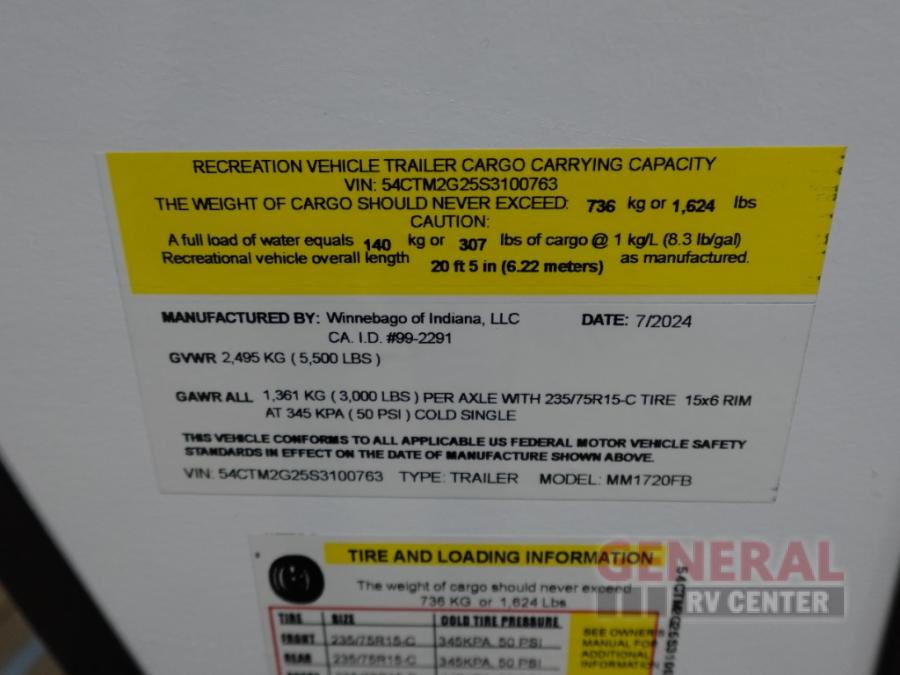 RECREATION VEHICLE TRAILER CARGO CARRYING CAPACITY
VIN: 54CTM2G25S3100763
THE WEIGHT OF CARGO SHOULD NEVER EXCEED: 736 kg or 1,624 lbs
CAUTION:
A full load of water equals 140 kg or 307 lbs of cargo @ 1 kg/L (8.3 lb/gal)
Recreational vehicle overall length 20 ft 5 in (6.22 meters) as manufactured.
MANUFACTURED BY: Winnebago of Indiana, LLC DATE: 7/2024
CA. I.D. #99-2291
GVWR 2,495 KG ( 5,500 LBS )
GAWR ALL 1,361 KG ( 3,000 LBS ) PER AXLE WITH 235/75R15-C TIRE 15x6 RIM
AT 345 KPA ( 50 PSI ) COLD SINGLE
THIS VEHICLE CONFORMS TO ALL APPLICABLE US FEDERAL MOTOR VEHICLE SAFETY
STANDARDS IN EFFECT ON THE DATE OF MANUFACTURE SHOWN ABOVE.
VIN: 54CTM2G25S3100763 TYPE: TRAILER MODEL: MM1720FB
TIRE AND LOADING INFORMATION
The weight of cargo should never exceed
736 KG or 1,624 Lbs
TIRE SIZE COLD TIRE PRESSURE
FRONT 235/75R15-C 345KPA, 50 PSI
REAR 235/75R15-C 345KPA, 50 PSI
SEE OWNER'S
MANUAL FOR
ADDITIONAL
INFORMATION
GENERAL
RV CENTER